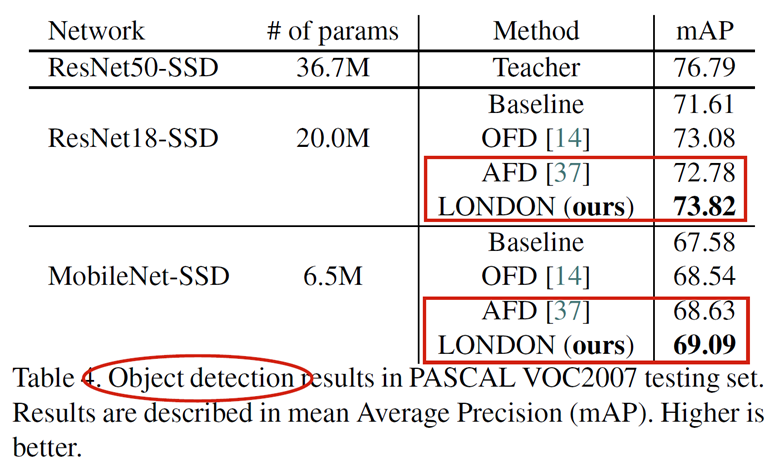 Network # of params Method mAP
ResNet50-SSD 36.7M Teacher 76.79
Baseline 71.61
ResNet18-SSD 20.0M OFD [14] 73.08
AFD [37] 72.78
LONDON (ours) 73.82
Baseline 67.58
MobileNet-SSD 6.5M OFD [14] 68.54
AFD [37] 68.63
LONDON (ours) 69.09
Table 4. Object detection results in PASCAL VOC2007 testing set.
Results are described in mean Average Precision (mAP). Higher is
better.